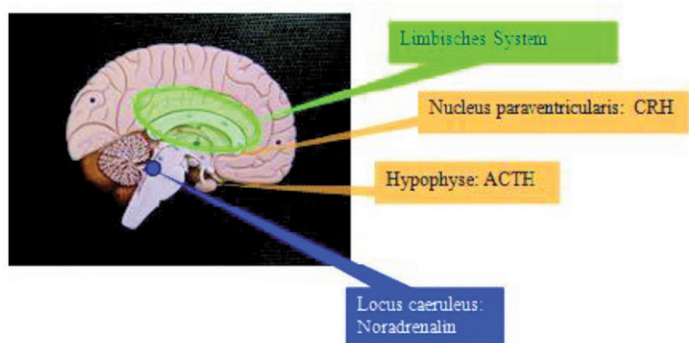 Limbisches System
Nucleus paraventricularis: CRH
Hypophyse: ACTH
Locus caeruleus:
Noradrenalin